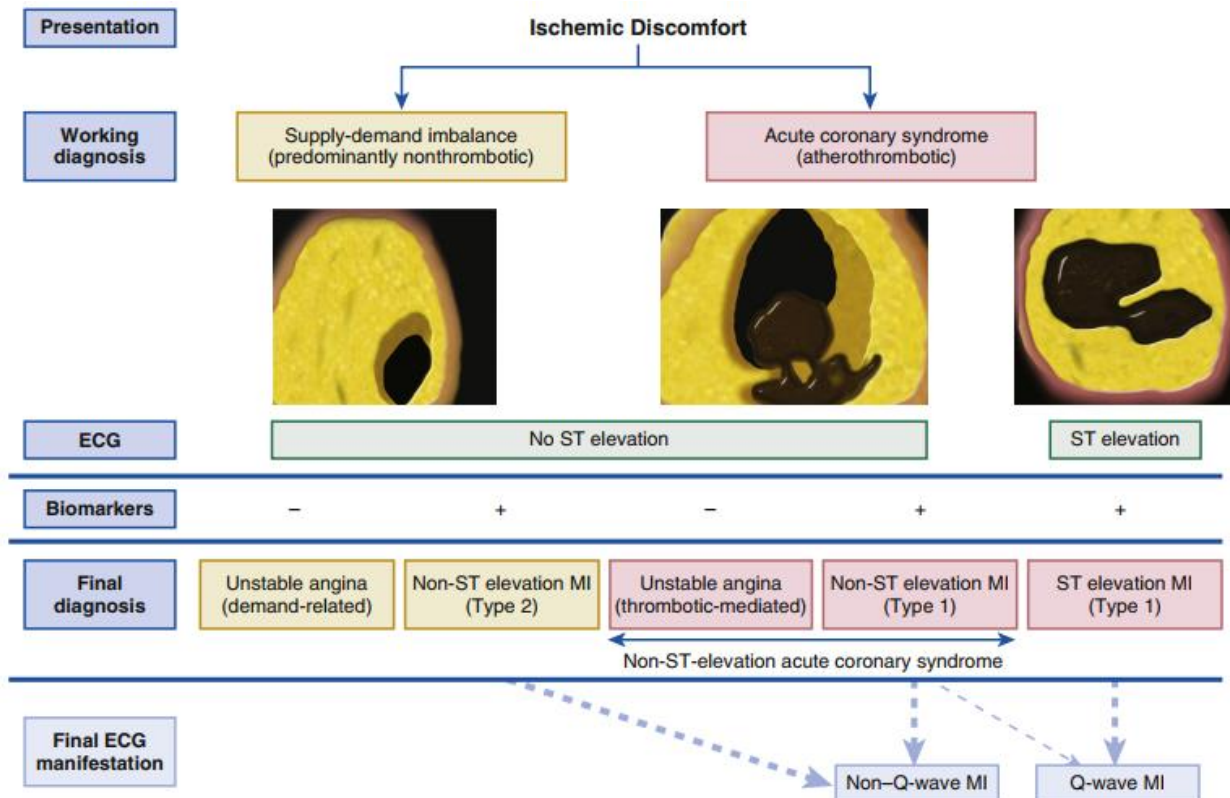 Presentation
Ischemic Discomfort
Working
diagnosis
Supply-demand imbalance
(predominantly nonthrombotic)
Acute coronary syndrome
(atherothrombotic)
ECG
No ST elevation
ST elevation
Biomarkers
–
+
–
+
+
Final
diagnosis
Unstable angina
(demand-related)
Non-ST elevation MI
(Type 2)
Unstable angina
(thrombotic-mediated)
Non-ST elevation MI
(Type 1)
ST elevation MI
(Type 1)
Non-ST-elevation acute coronary syndrome
Final ECG
manifestation
Non–Q-wave MI
Q-wave MI